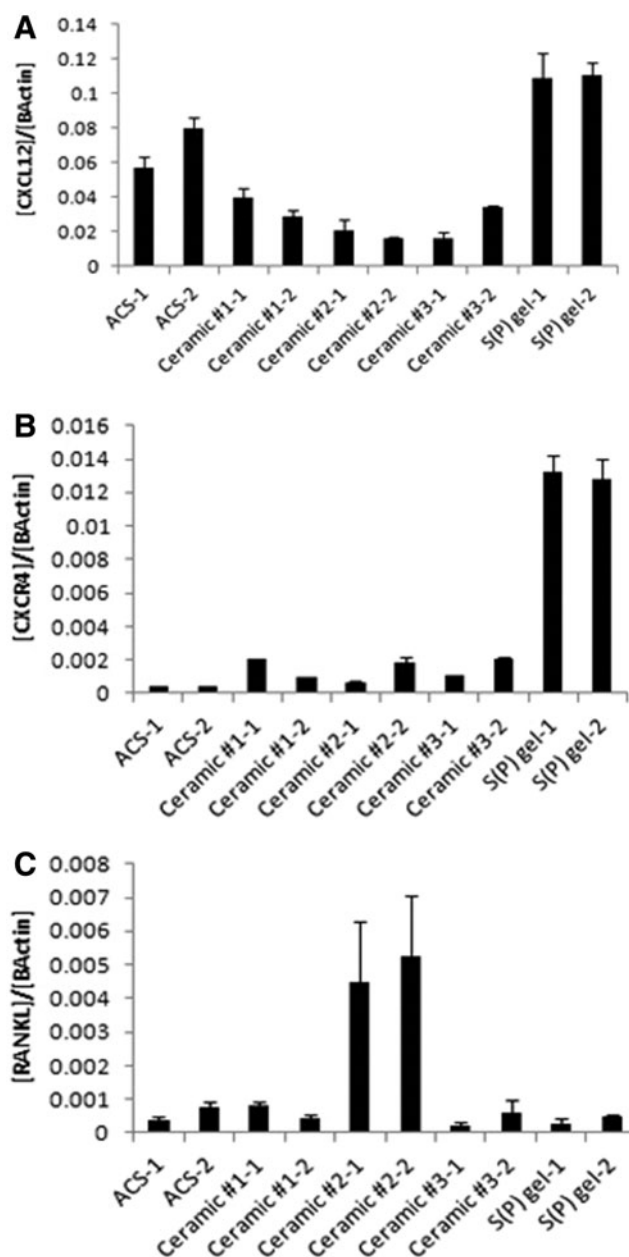 A
[CXCL12]/[BActin]
0.14
0.12
0.1
0.08
0.06
0.04
0.02
0
ACS-1
ACS-2
Ceramic #1-1
Ceramic #1-2
Ceramic #2-1
Ceramic #2-2
Ceramic #3-1
Ceramic #3-2
S(P) gel-1
S(P) gel-2
B
[CXCR4]/[BActin]
0.016
0.014
0.012
0.01
0.008
0.006
0.004
0.002
0
ACS-1
ACS-2
Ceramic #1-1
Ceramic #1-2
Ceramic #2-1
Ceramic #2-2
Ceramic #3-1
Ceramic #3-2
S(P) gel-1
S(P) gel-2
C
[RANKL]/[BActin]
0.008
0.007
0.006
0.005
0.004
0.003
0.002
0.001
0
ACS-1
ACS-2
Ceramic #1-1
Ceramic #1-2
Ceramic #2-1
Ceramic #2-2
Ceramic #3-1
Ceramic #3-2
S(P) gel-1
S(P) gel-2